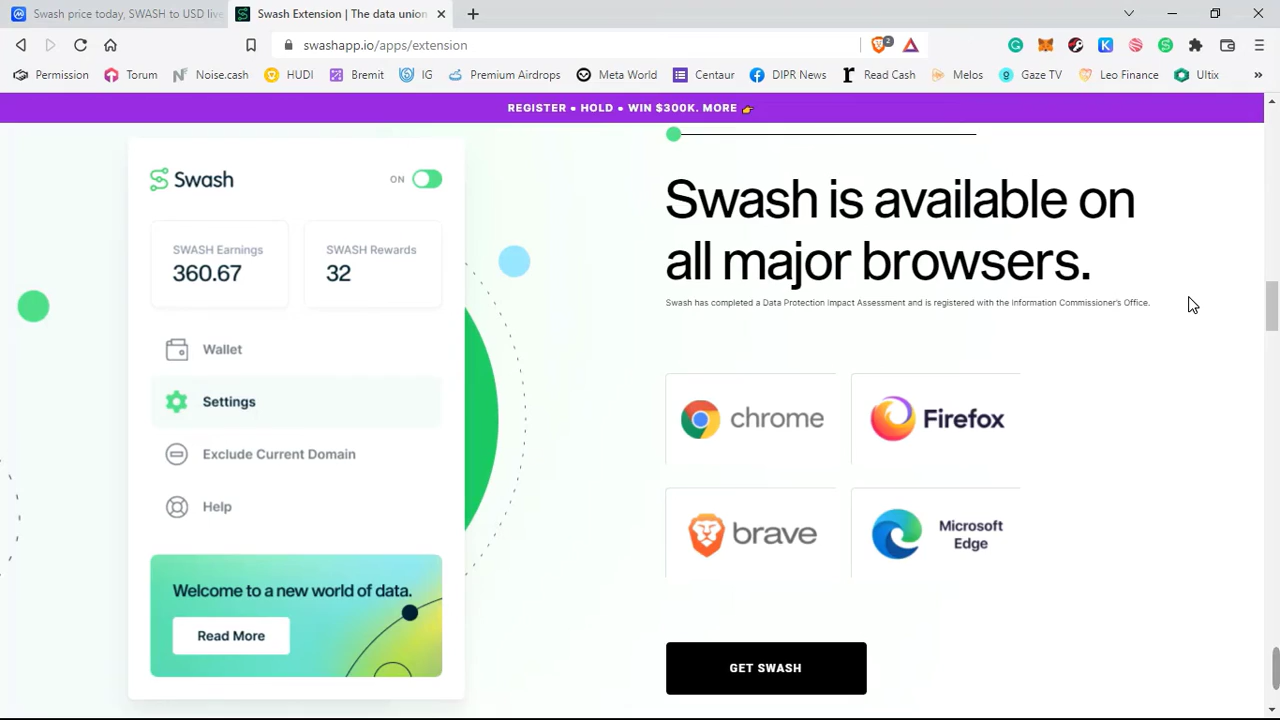 Swash price today, SWASH to USD live
Swash Extension | The data union
swashapp.io/apps/extension
2
Permission
Torum
Noise.cash
HUDI
Bremit
IG
Premium Airdrops
Meta World
Centaur
DIPR News
Read Cash
Melos
Gaze TV
Leo Finance
Ultix
REGISTER • HOLD • WIN $300K. MORE 👉
Swash
ON
SWASH Earnings
360.67
SWASH Rewards
32
Wallet
Settings
Exclude Current Domain
Help
Welcome to a new world of data.
Read More
Swash is available on
all major browsers.
Swash has completed a Data Protection Impact Assessment and is registered with the Information Commissioner's Office.
chrome
Firefox
brave
Microsoft
Edge
GET SWASH